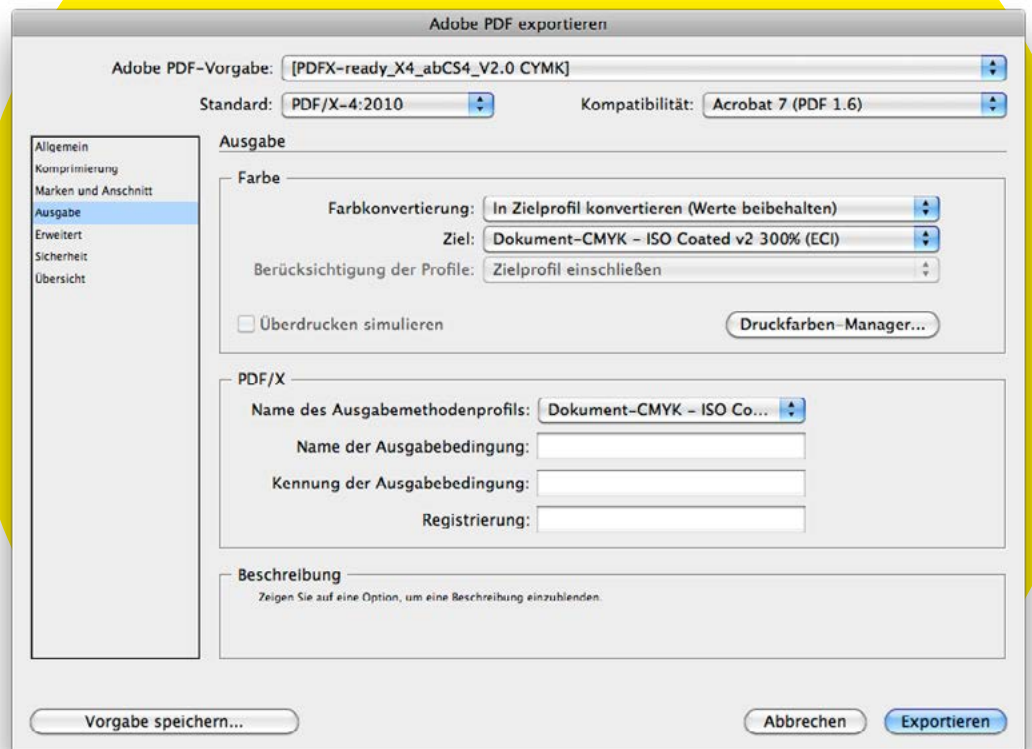 Adobe PDF exportieren
Adobe PDF-Vorgabe: [PDFX-ready_X4_abCS4_V2.0 CYMK]
Standard: PDF/X-4:2010 Kompatibilität: Acrobat 7 (PDF 1.6)
Allgemein
Komprimierung
Marken und Anschnitt
Ausgabe
Erweitert
Sicherheit
Übersicht
Ausgabe
Farbe
Farbkonvertierung: In Zielprofil konvertieren (Werte beibehalten)
Ziel: Dokument-CMYK – ISO Coated v2 300% (ECI)
Berücksichtigung der Profile: Zielprofil einschließen
Überdrucken simulieren Druckfarben-Manager...
PDF/X
Name des Ausgabemethodenprofils: Dokument-CMYK – ISO Co...
Name der Ausgabebedingung:
Kennung der Ausgabebedingung:
Registrierung:
Beschreibung
Zeigen Sie auf eine Option, um eine Beschreibung einzublenden.
Vorgabe speichern... Abbrechen Exportieren